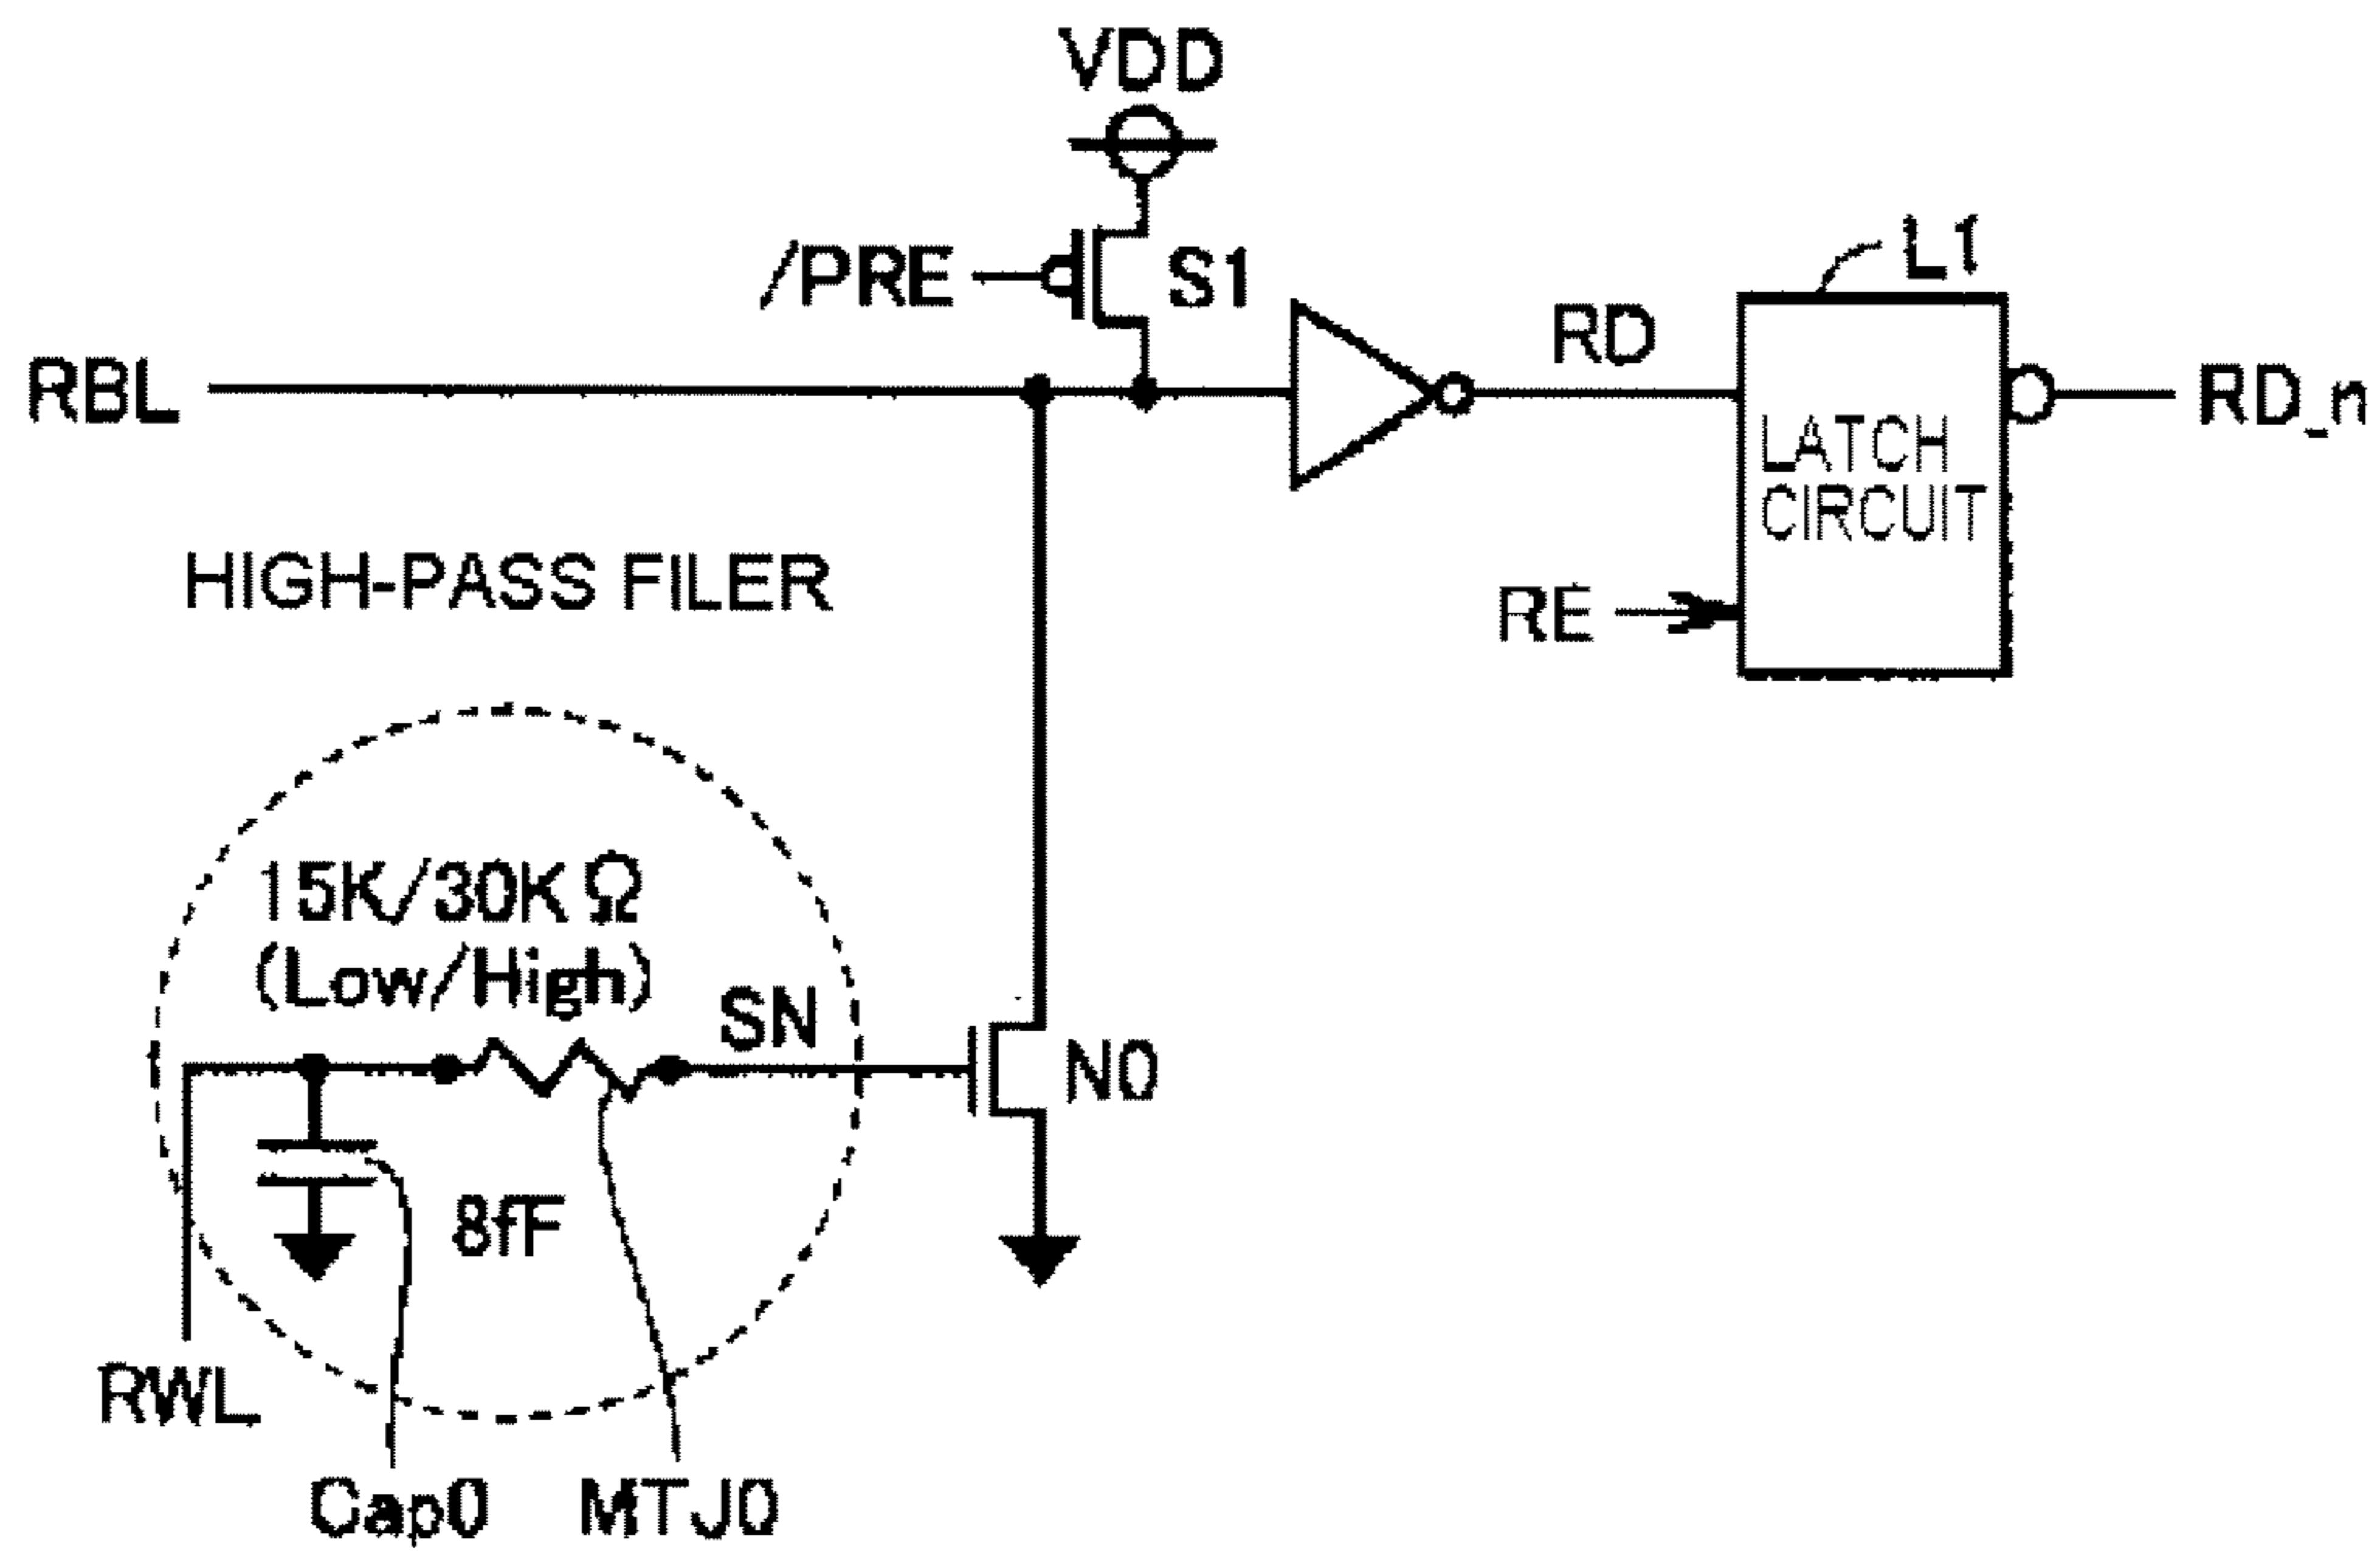 VDD
/PRE
S1
L1
RBL
RD
RD_n
LATCH
CIRCUIT
HIGH-PASS FILER
RE
15K/30KΩ
(Low/High)
SN
N0
8fF
RWL
Cap0
MTJ0